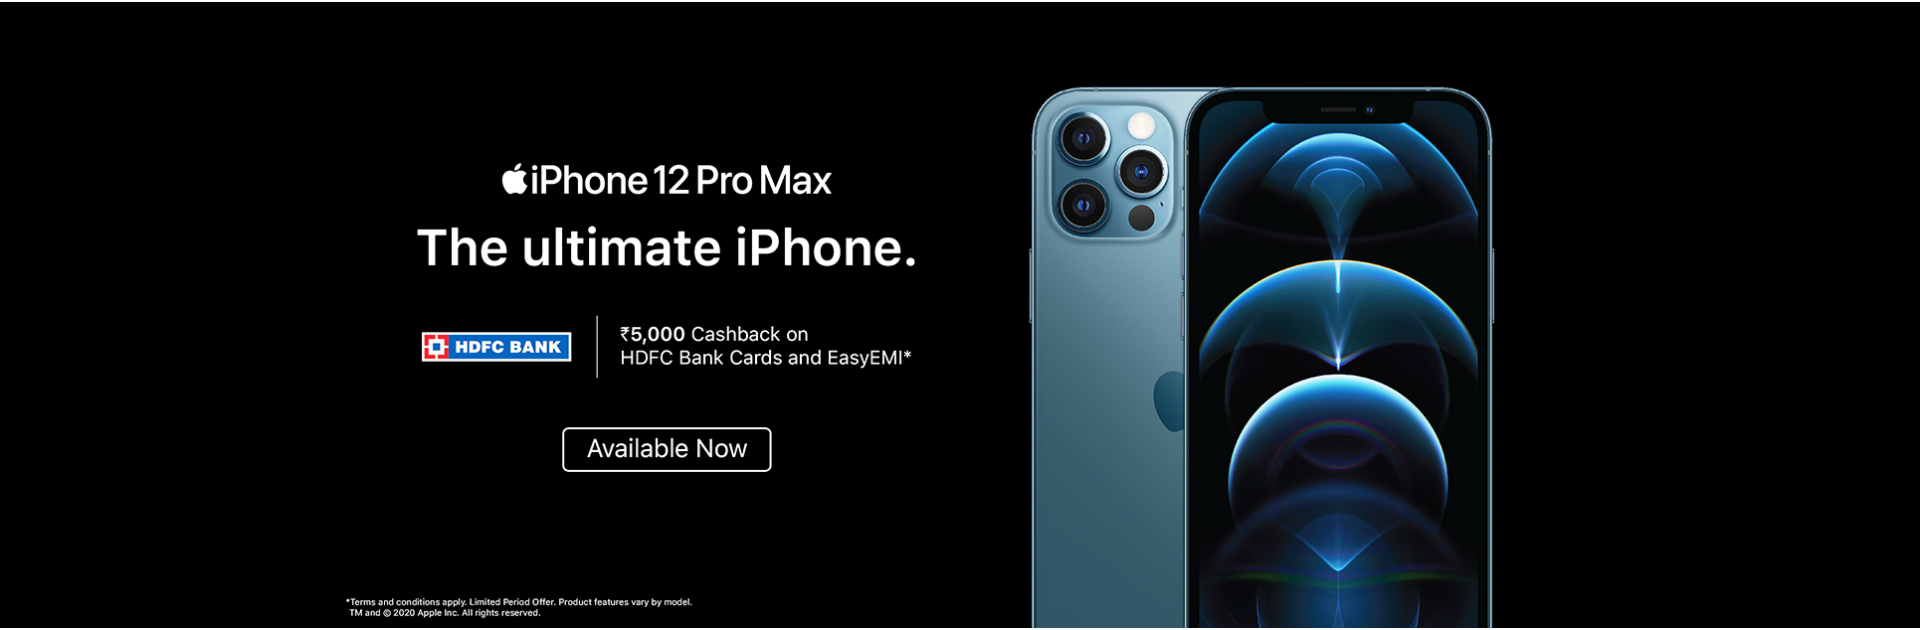 iPhone 12 Pro Max
The ultimate iPhone.
HDFC BANK
₹5,000 Cashback on
HDFC Bank Cards and EasyEMI*
Available Now
*Terms and conditions apply. Limited Period Offer. Product features vary by model.
TM and © 2020 Apple Inc. All rights reserved.